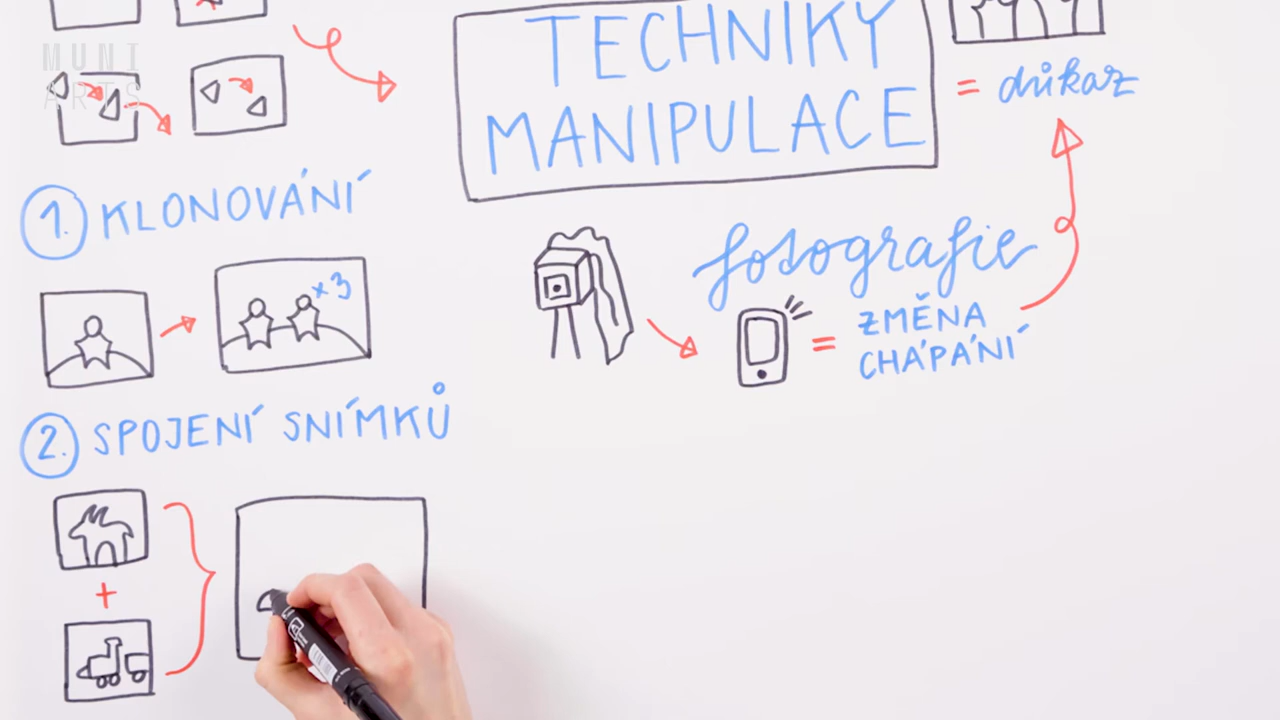 MUNI
ARTS
TECHNIKY
MANIPULACE
= důkaz
1. KLONOVÁNÍ
×3
fotografie
= ZMĚNA
CHÁPÁNÍ
2. SPOJENÍ SNÍMKŮ
+